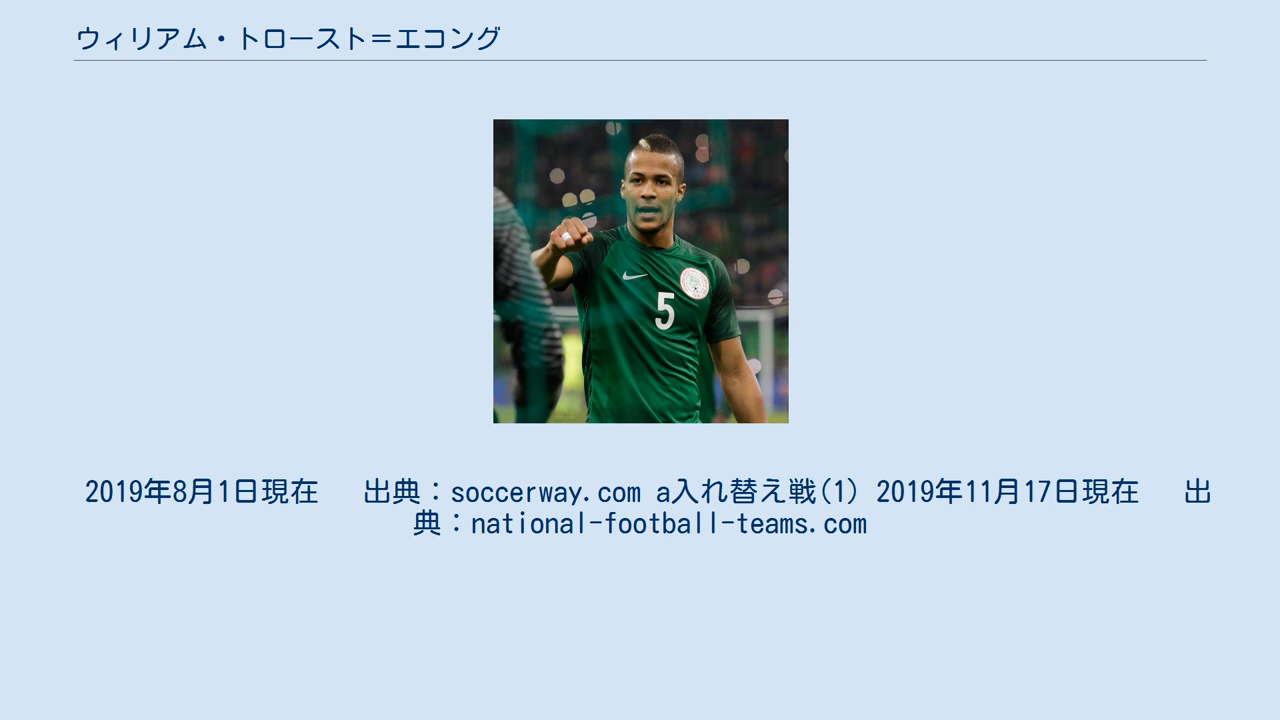 ウィリアム・トロースト＝エコング
5
2019年8月1日現在　 出典：soccerway.com a入れ替え戦(1) 2019年11月17日現在　 出
典：national-football-teams.com